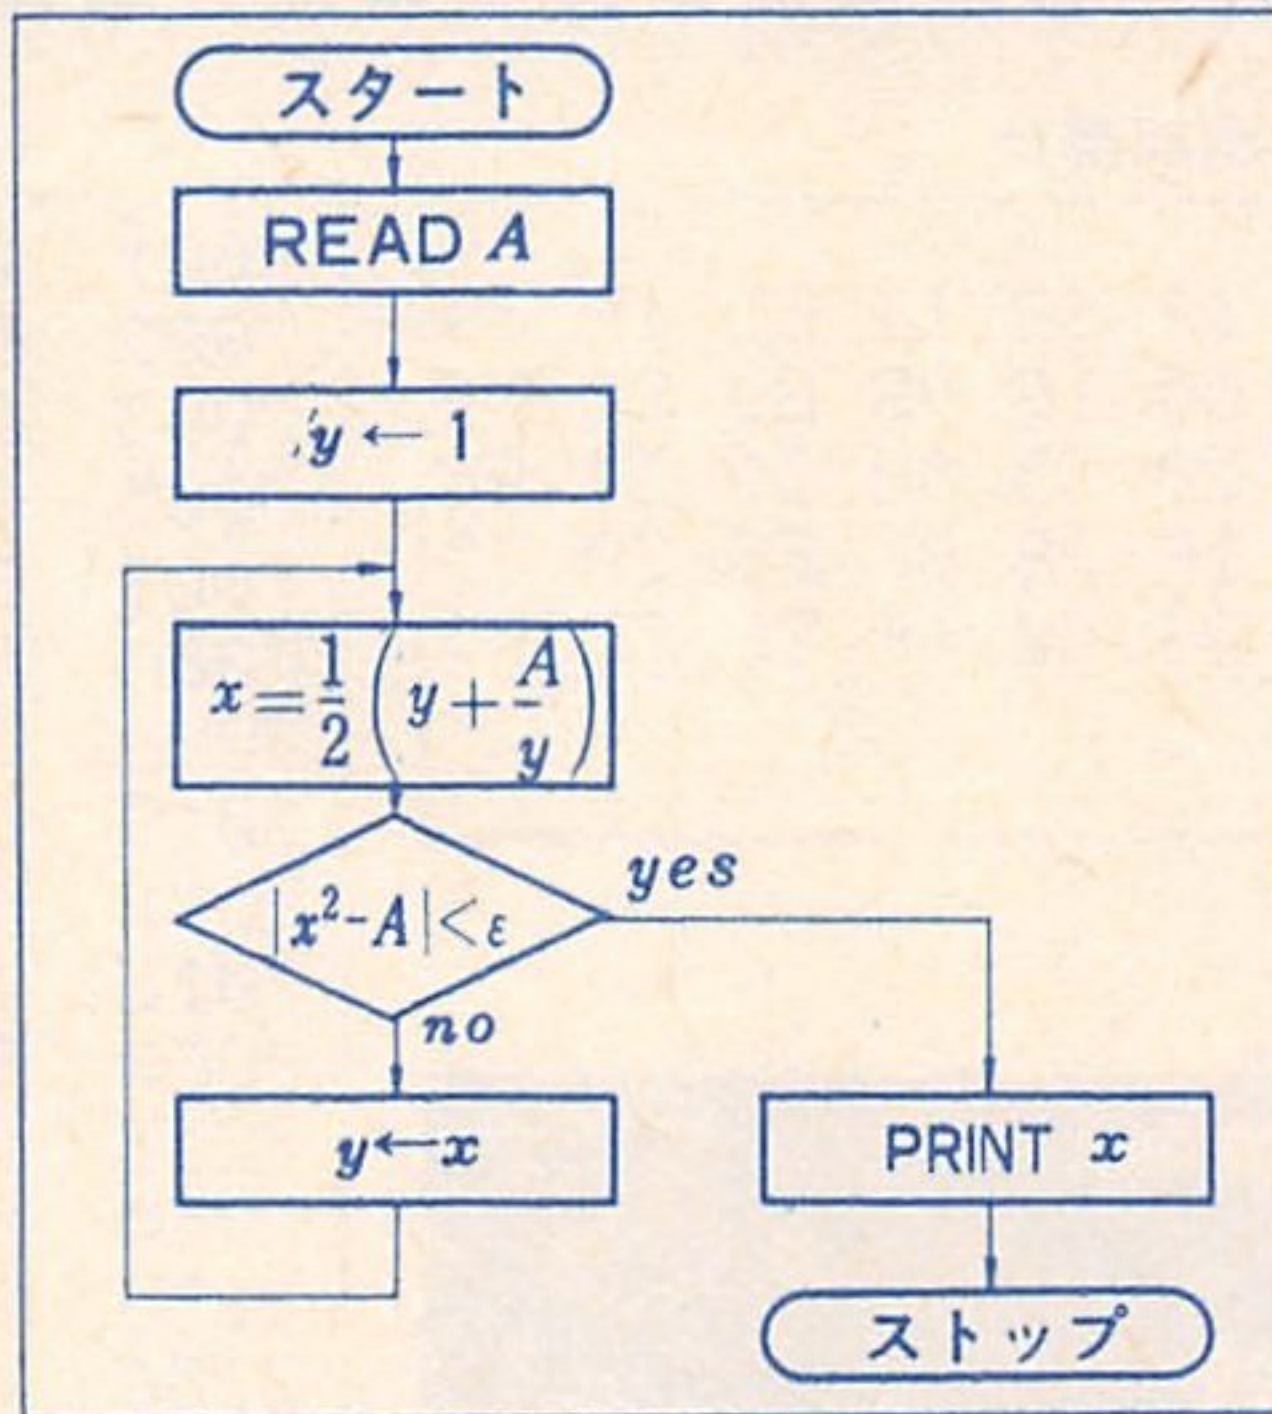 スタート
READ A
y ← 1
x = 1/2 ( y + A/y )
|x² - A| < ε
yes
no
y ← x
PRINT x
ストップ